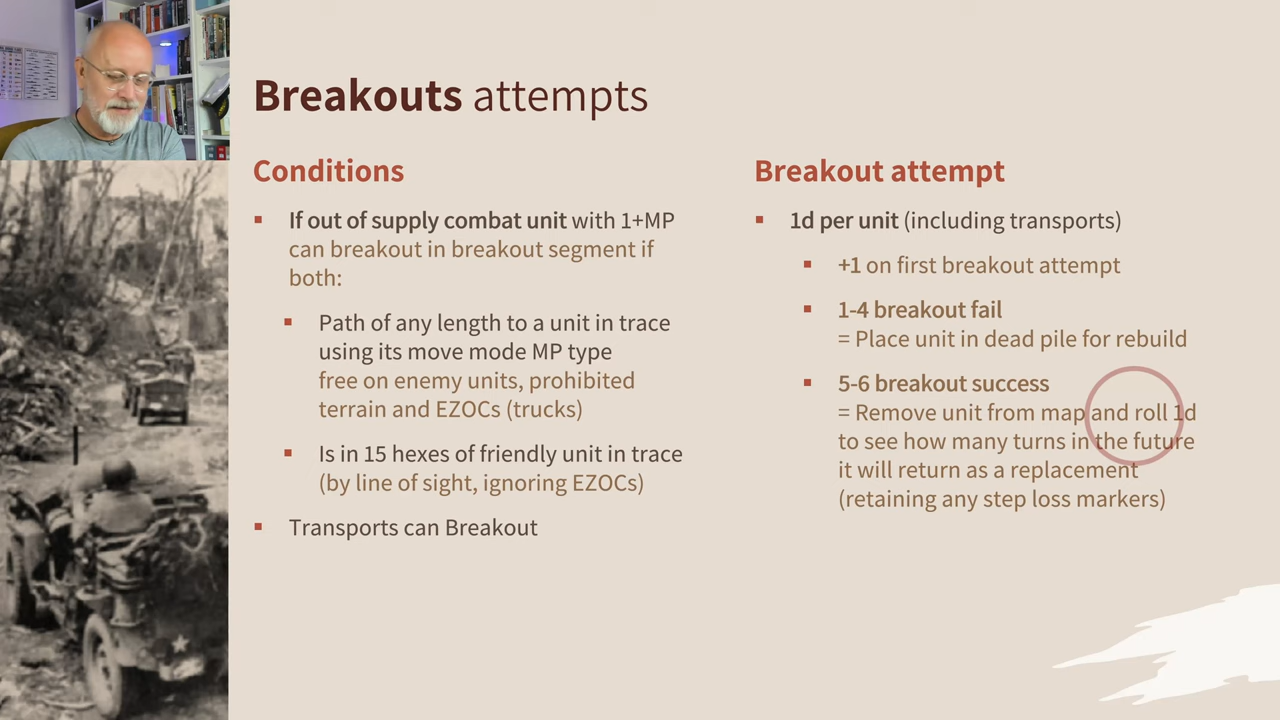 Breakouts attempts
Conditions
▪ If out of supply combat unit with 1+MP
can breakout in breakout segment if
both:
▪ Path of any length to a unit in trace
using its move mode MP type
free on enemy units, prohibited
terrain and EZOCs (trucks)
▪ Is in 15 hexes of friendly unit in trace
(by line of sight, ignoring EZOCs)
▪ Transports can Breakout
Breakout attempt
▪ 1d per unit (including transports)
▪ +1 on first breakout attempt
▪ 1-4 breakout fail
= Place unit in dead pile for rebuild
▪ 5-6 breakout success
= Remove unit from map and roll 1d
to see how many turns in the future
it will return as a replacement
(retaining any step loss markers)